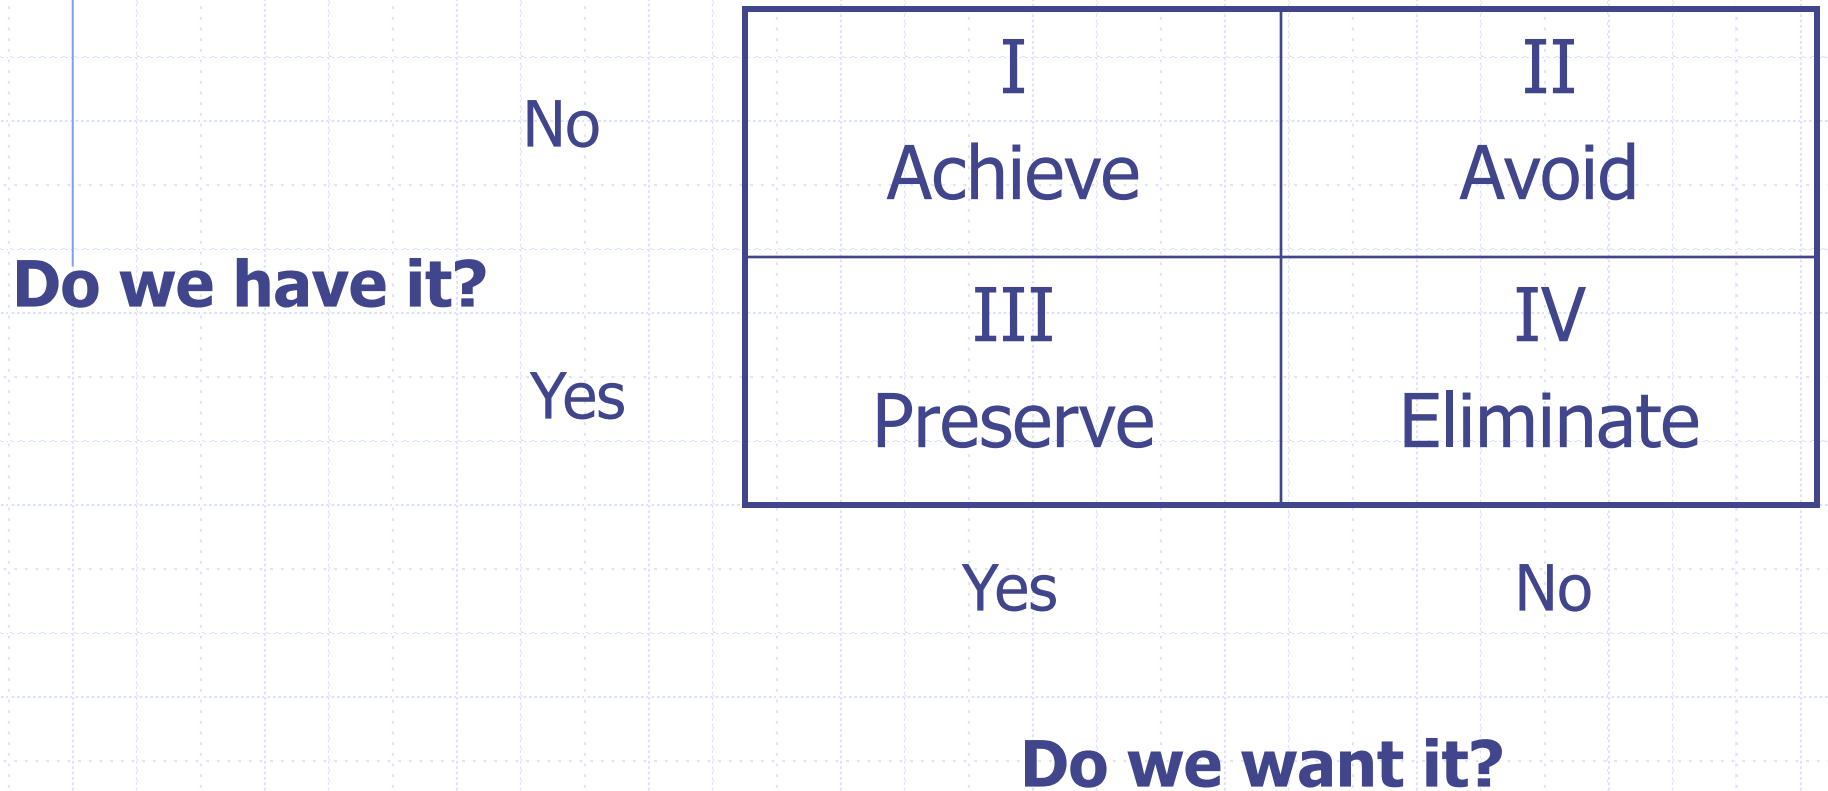 I
II
No
Achieve
Avoid
Do we have it?
III
IV
Yes
Preserve
Eliminate
Yes
No
Do we want it?